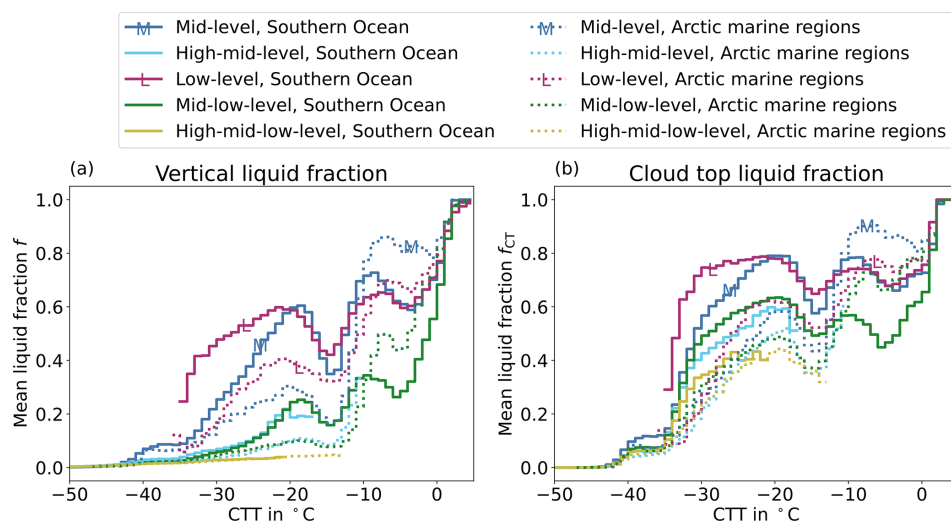 M Mid-level, Southern Ocean
High-mid-level, Southern Ocean
L Low-level, Southern Ocean
Mid-low-level, Southern Ocean
High-mid-low-level, Southern Ocean
M Mid-level, Arctic marine regions
High-mid-level, Arctic marine regions
L Low-level, Arctic marine regions
Mid-low-level, Arctic marine regions
High-mid-low-level, Arctic marine regions
(a)
Vertical liquid fraction
Mean liquid fraction f
1.0
0.8
0.6
0.4
0.2
0.0
M
L
M
L
−50 −40 −30 −20 −10 0
CTT in °C
(b)
Cloud top liquid fraction
Mean liquid fraction fCT
1.0
0.8
0.6
0.4
0.2
0.0
M
L
L
M
−50 −40 −30 −20 −10 0
CTT in °C